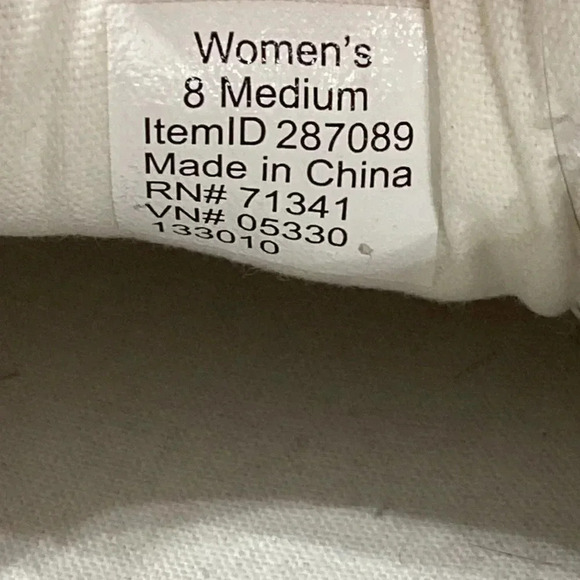 Women's
8 Medium
ItemID 287089
Made in China
RN# 71341
VN# 05330
133010